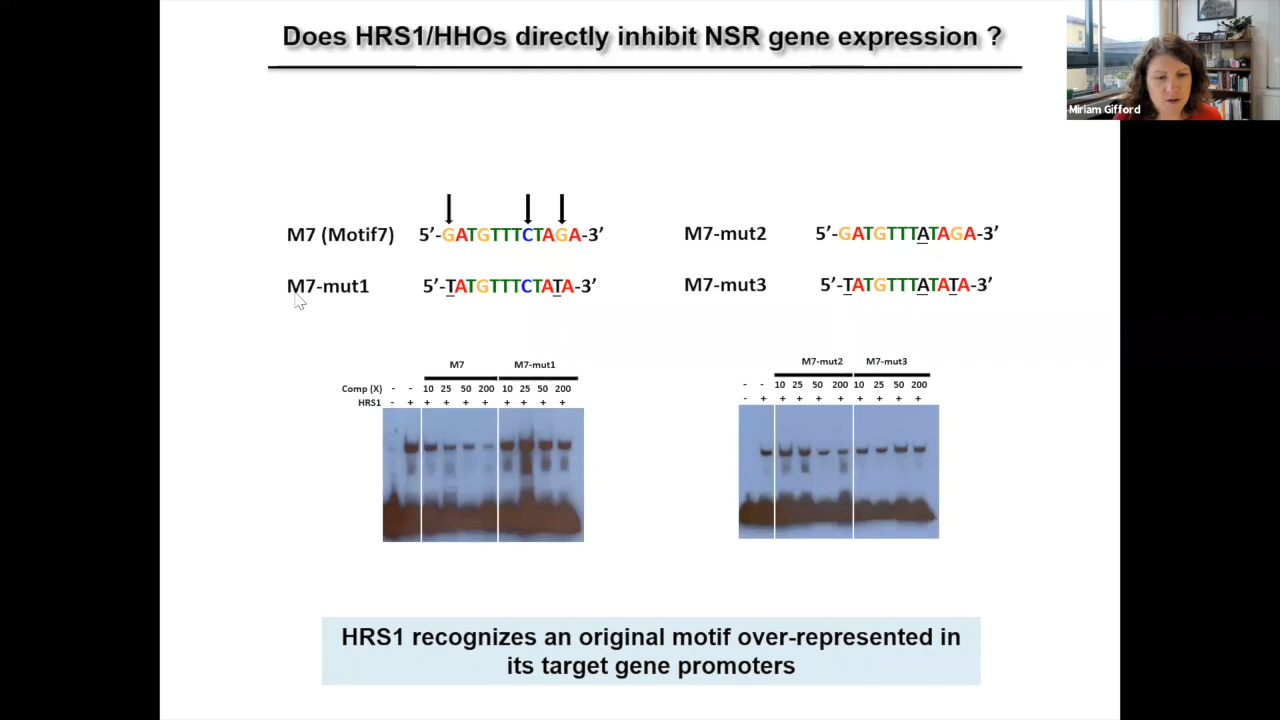 Does HRS1/HHOs directly inhibit NSR gene expression ?
Miriam Gifford
M7 (Motif7) 5’-GATGTTTCTAGA-3’
M7-mut1 5’-TATGTTTCTATA-3’
M7-mut2 5’-GATGTTTATAGA-3’
M7-mut3 5’-TATGTTTATATA-3’
M7 M7-mut1
Comp (X) - - 10 25 50 200 10 25 50 200
HRS1 - + + + + + + + + +
M7-mut2 M7-mut3
- - 10 25 50 200 10 25 50 200
- + + + + + + + + +
HRS1 recognizes an original motif over-represented in
its target gene promoters